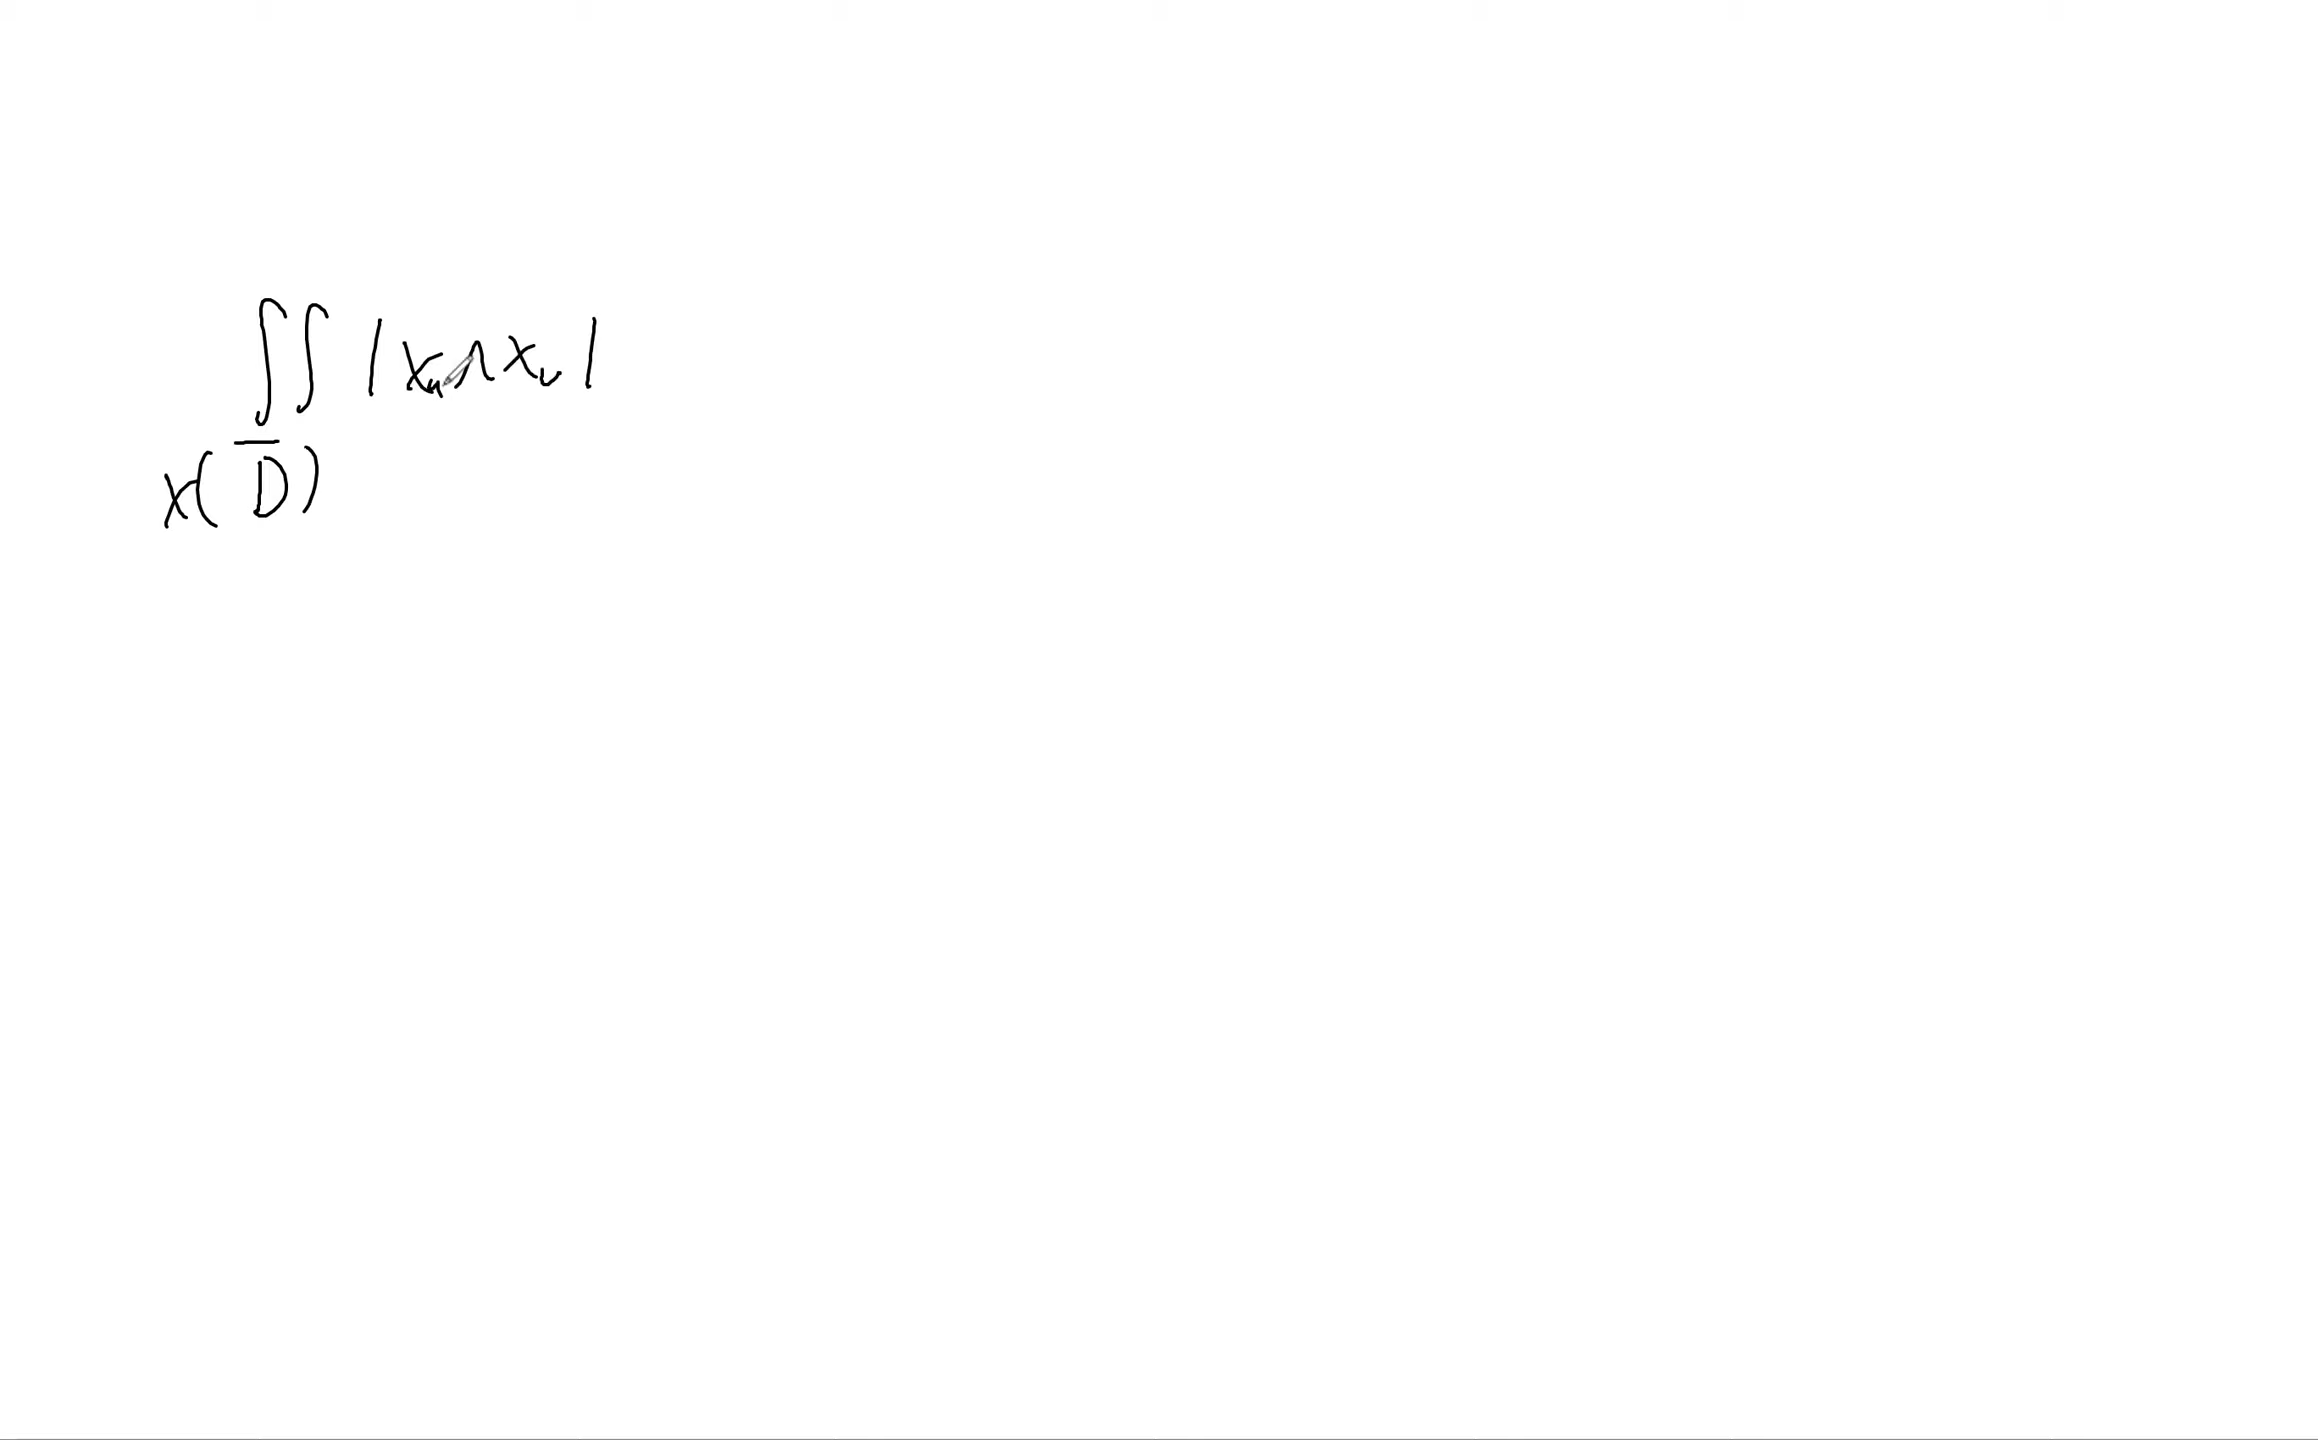 ∬ | x_u ∧ x_v |
x( D̅ )